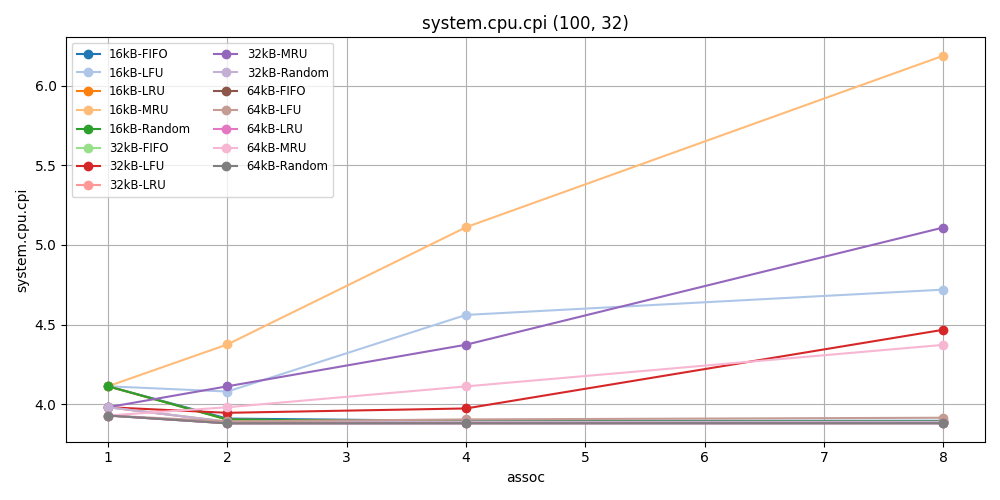 system.cpu.cpi (100, 32)
16kB-FIFO
16kB-LFU
16kB-LRU
16kB-MRU
16kB-Random
32kB-FIFO
32kB-LFU
32kB-LRU
32kB-MRU
32kB-Random
64kB-FIFO
64kB-LFU
64kB-LRU
64kB-MRU
64kB-Random
system.cpu.cpi
6.0
5.5
5.0
4.5
4.0
1 2 3 4 5 6 7 8
assoc